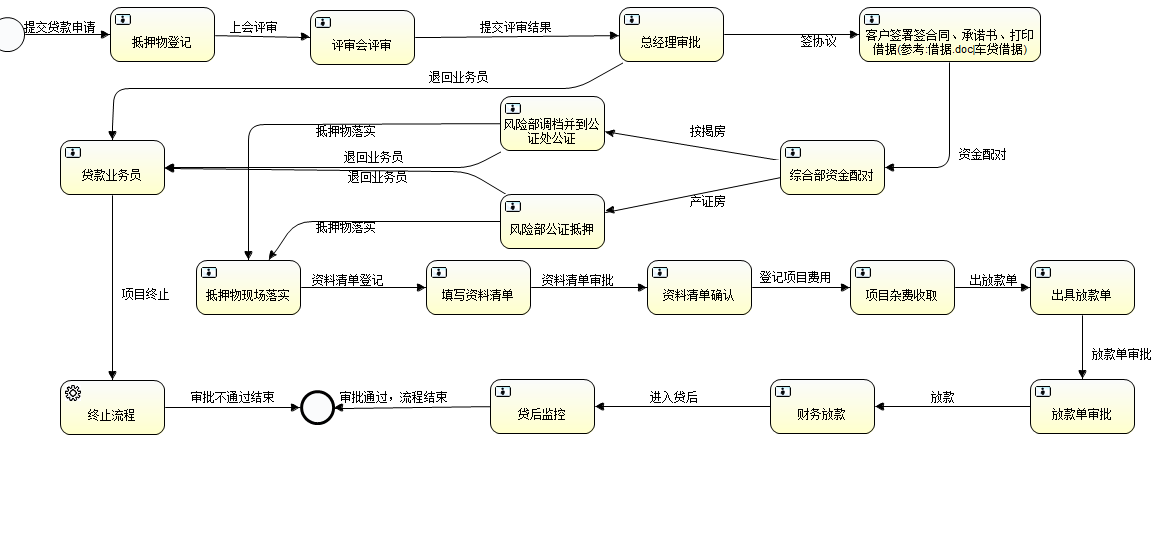 提交贷款申请
抵押物登记
上会评审
评审会评审
提交评审结果
总经理审批
签协议
客户签署签合同、承诺书、打印
借据(参考:借据.doc|车贷借据)
退回业务员
抵押物落实
风险部调档并到公
证处公证
按揭房
资金配对
退回业务员
贷款业务员
退回业务员
综合部资金配对
产证房
抵押物落实
风险部公证抵押
抵押物现场落实
资料清单登记
填写资料清单
资料清单审批
资料清单确认
登记项目费用
项目杂费收取
出放款单
出具放款单
项目终止
放款单审批
终止流程
审批不通过结束
审批通过，流程结束
贷后监控
进入贷后
财务放款
放款
放款单审批